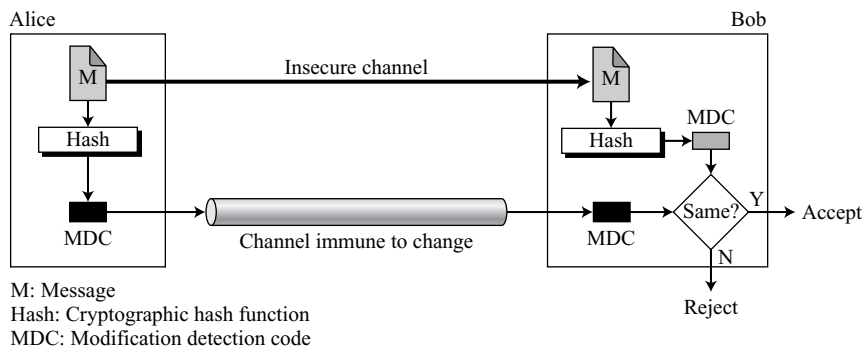 Alice
Bob
M
Insecure channel
M
MDC
Hash
Hash
Same?
Y
Accept
MDC
Channel immune to change
MDC
N
Reject
M: Message
Hash: Cryptographic hash function
MDC: Modification detection code